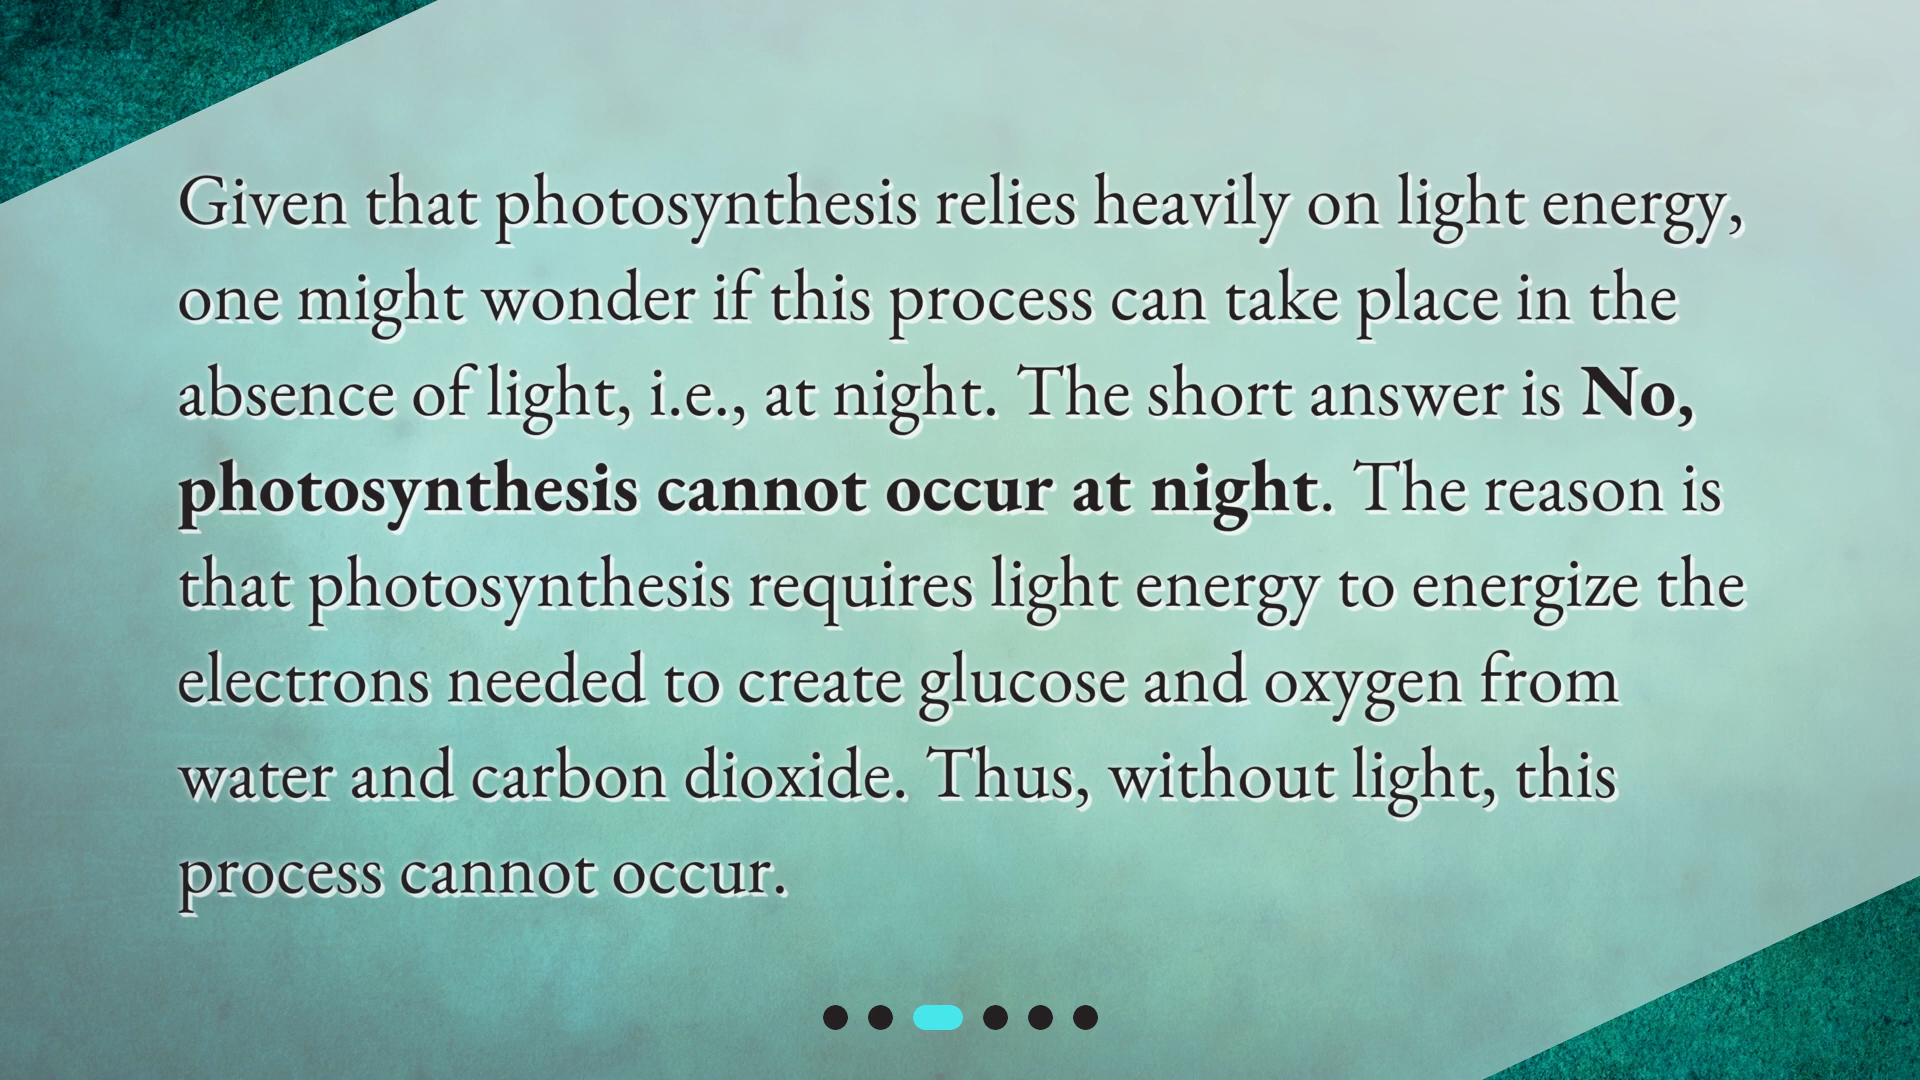 Given that photosynthesis relies heavily on light energy,
one might wonder if this process can take place in the
absence of light, i.e., at night. The short answer is No,
photosynthesis cannot occur at night. The reason is
that photosynthesis requires light energy to energize the
electrons needed to create glucose and oxygen from
water and carbon dioxide. Thus, without light, this
process cannot occur.